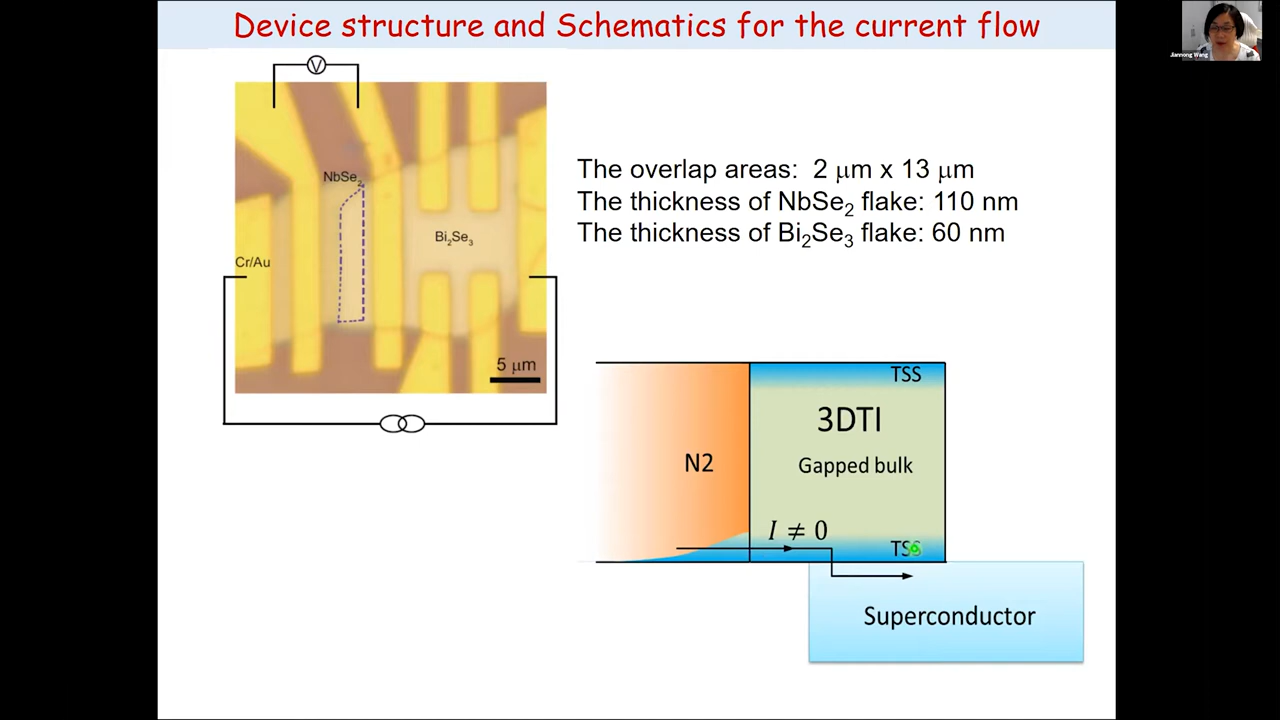 Device structure and Schematics for the current flow
Jiannong Wang
V
NbSe₂
Bi₂Se₃
Cr/Au
5 μm
The overlap areas: 2 μm x 13 μm
The thickness of NbSe₂ flake: 110 nm
The thickness of Bi₂Se₃ flake: 60 nm
TSS
3DTI
N2
Gapped bulk
I ≠ 0
TSS
Superconductor